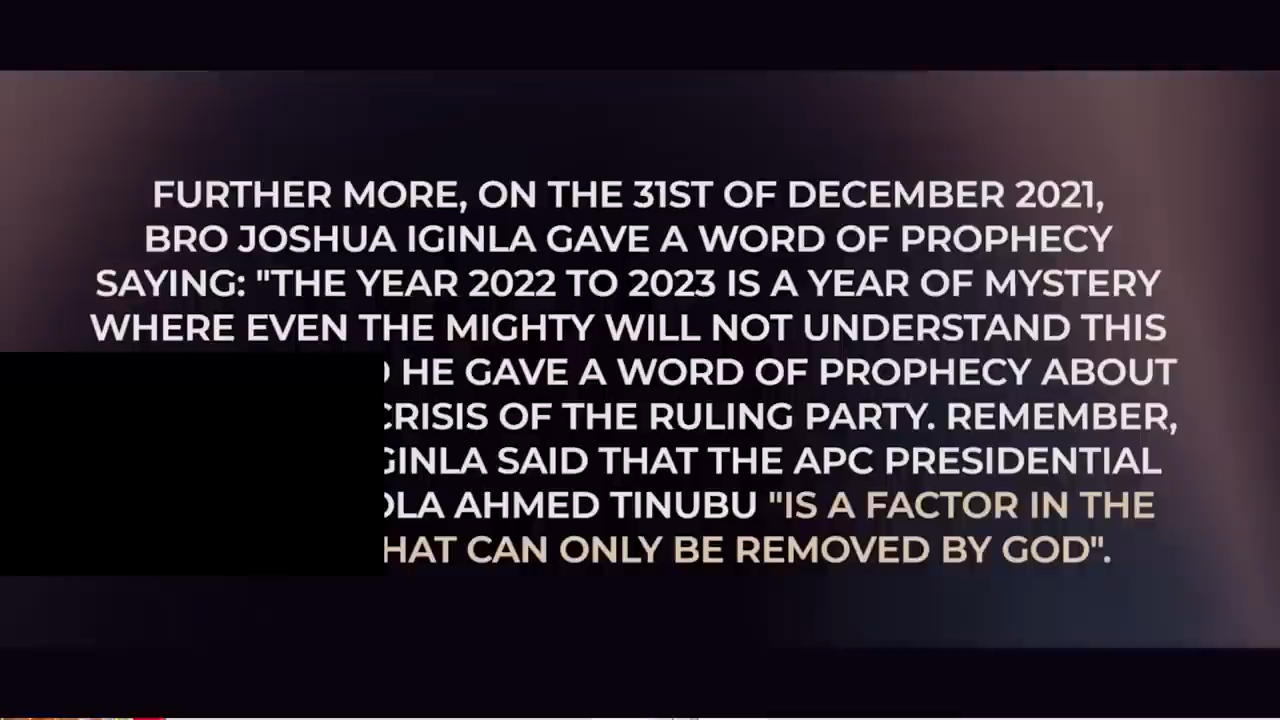 FURTHER MORE, ON THE 31ST OF DECEMBER 2021,
BRO JOSHUA IGINLA GAVE A WORD OF PROPHECY
SAYING: "THE YEAR 2022 TO 2023 IS A YEAR OF MYSTERY
WHERE EVEN THE MIGHTY WILL NOT UNDERSTAND THIS
HE GAVE A WORD OF PROPHECY ABOUT
CRISIS OF THE RULING PARTY. REMEMBER,
SAID THAT THE APC PRESIDENTIAL
AHMED TINUBU "IS A FACTOR IN THE
CAN ONLY BE REMOVED BY GOD".